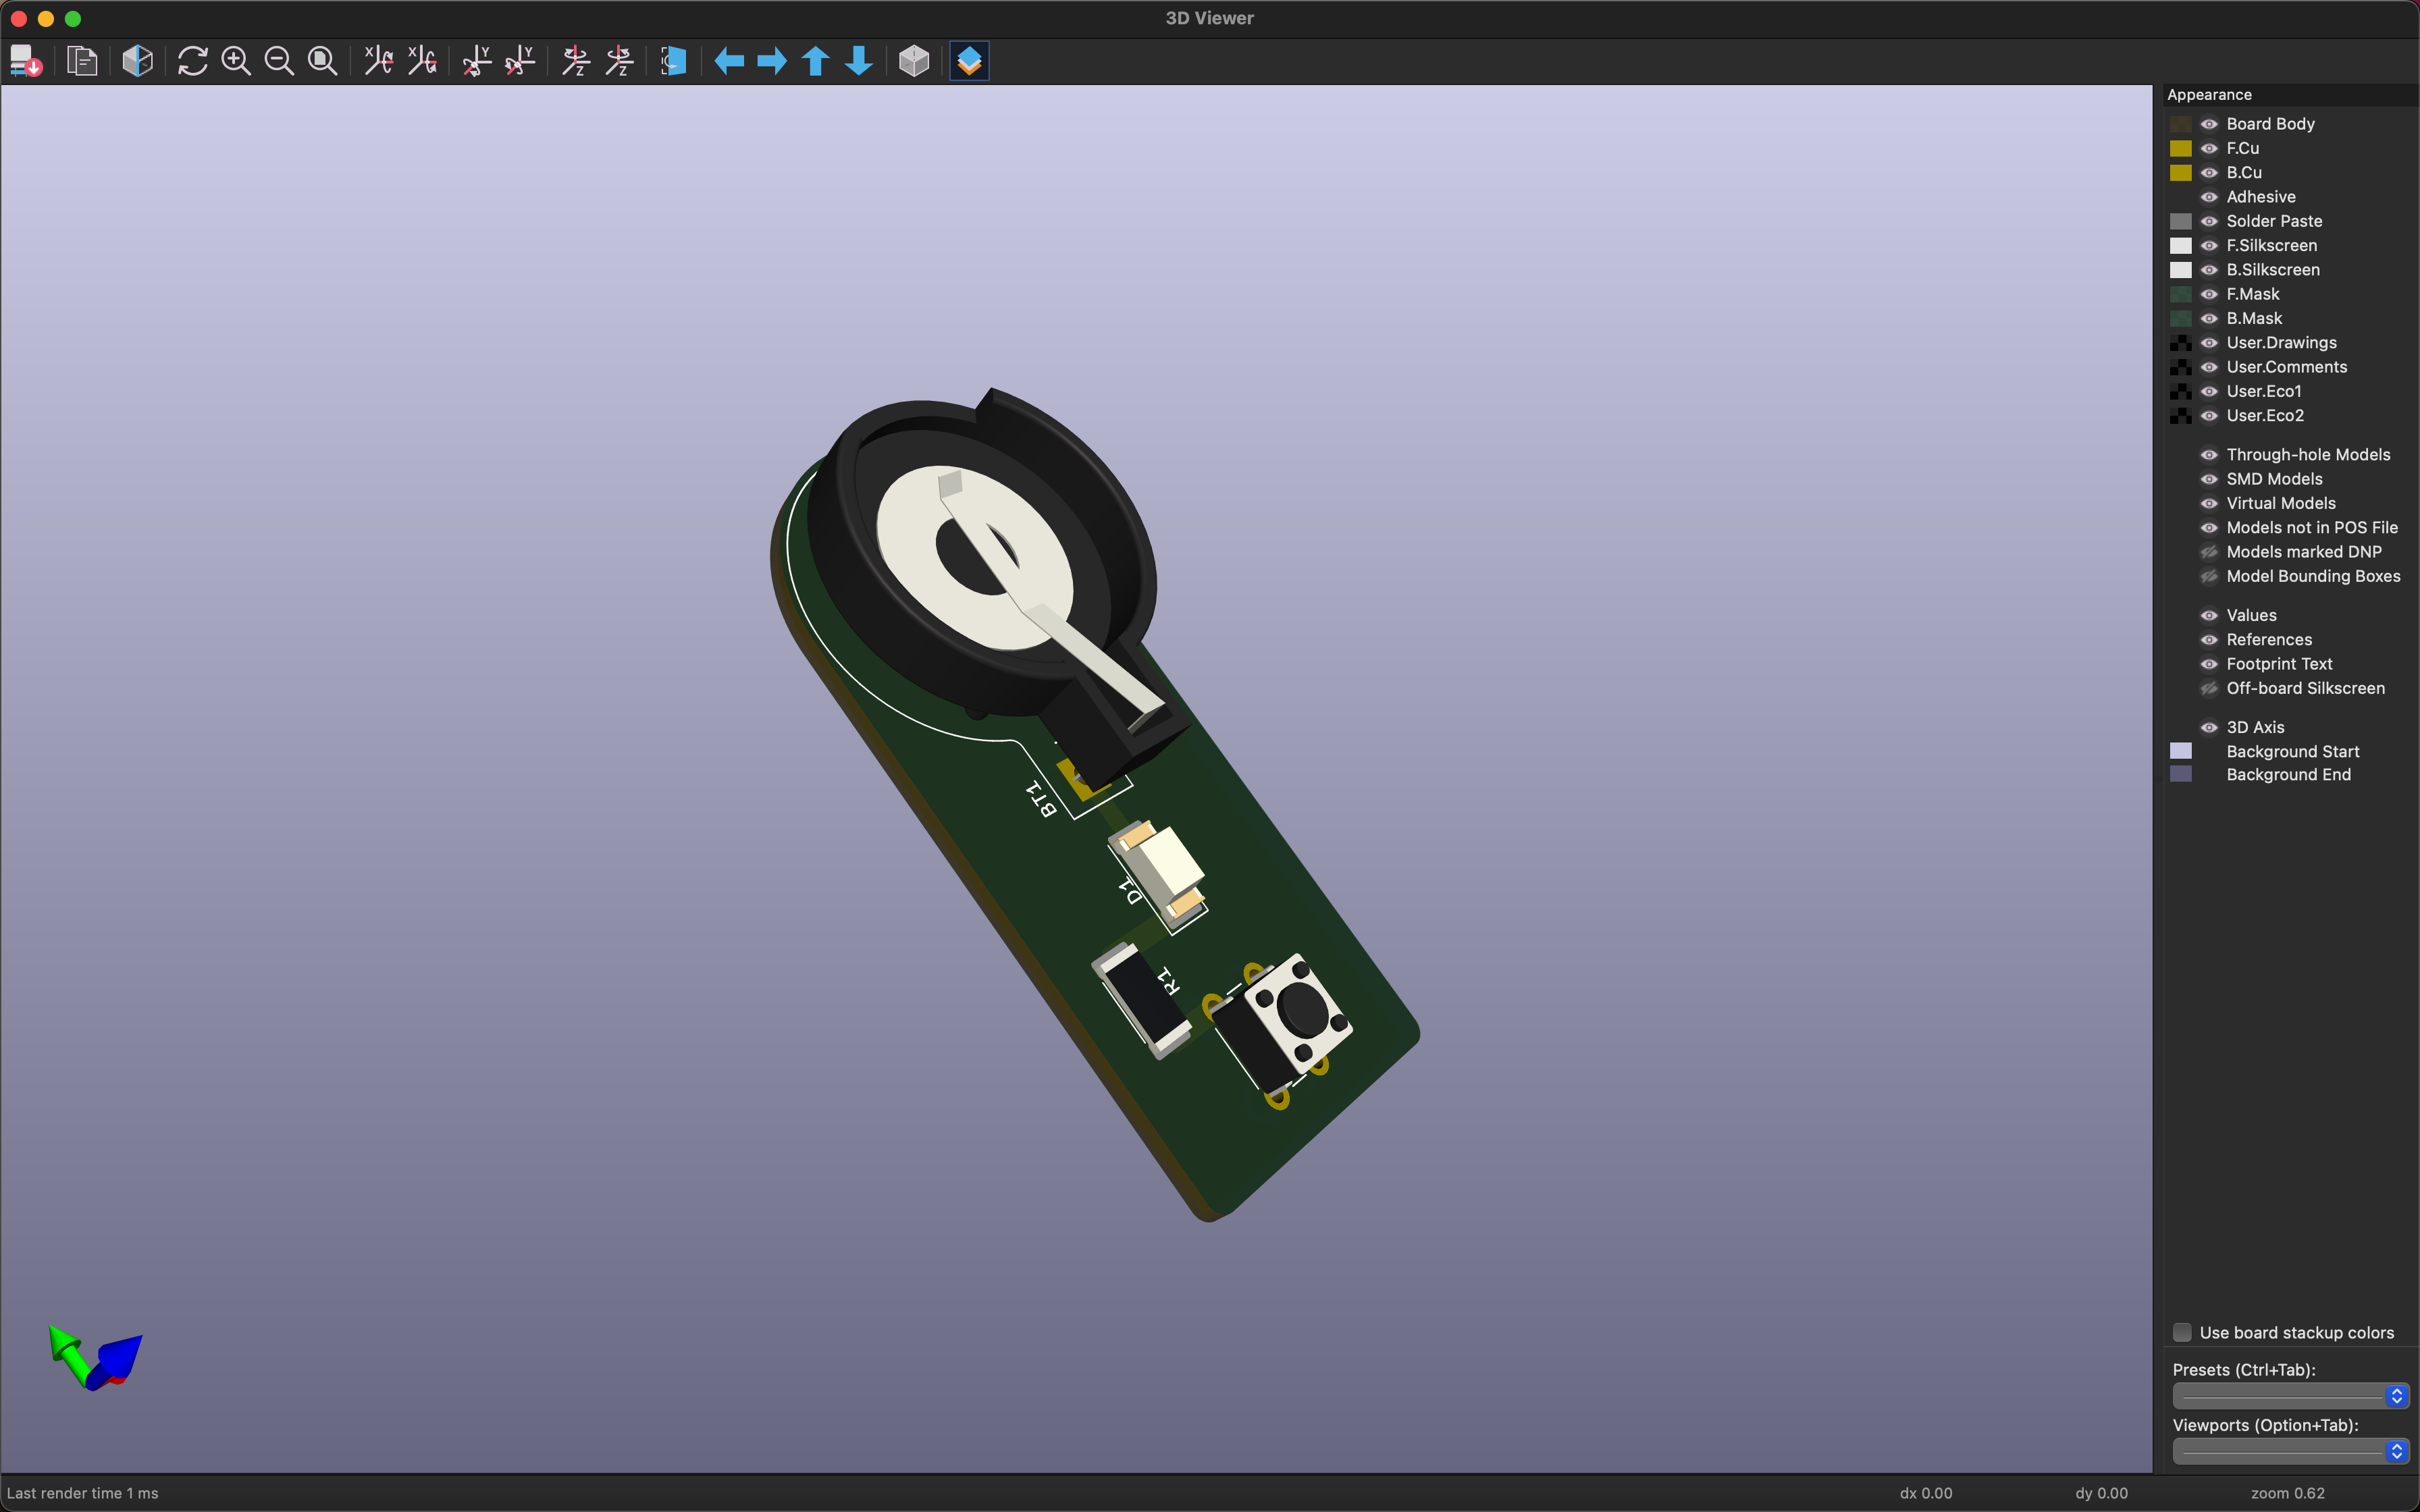 3D Viewer
X
X
Y
Y
Z
Z
Appearance
Board Body
F.Cu
B.Cu
Adhesive
Solder Paste
F.Silkscreen
B.Silkscreen
F.Mask
B.Mask
User.Drawings
User.Comments
User.Eco1
User.Eco2
Through-hole Models
SMD Models
Virtual Models
Models not in POS File
Models marked DNP
Model Bounding Boxes
Values
References
Footprint Text
Off-board Silkscreen
3D Axis
Background Start
Background End
BT1
D1
R1
Use board stackup colors
Presets (Ctrl+Tab):
Viewports (Option+Tab):
Last render time 1 ms
dx 0.00
dy 0.00
zoom 0.62